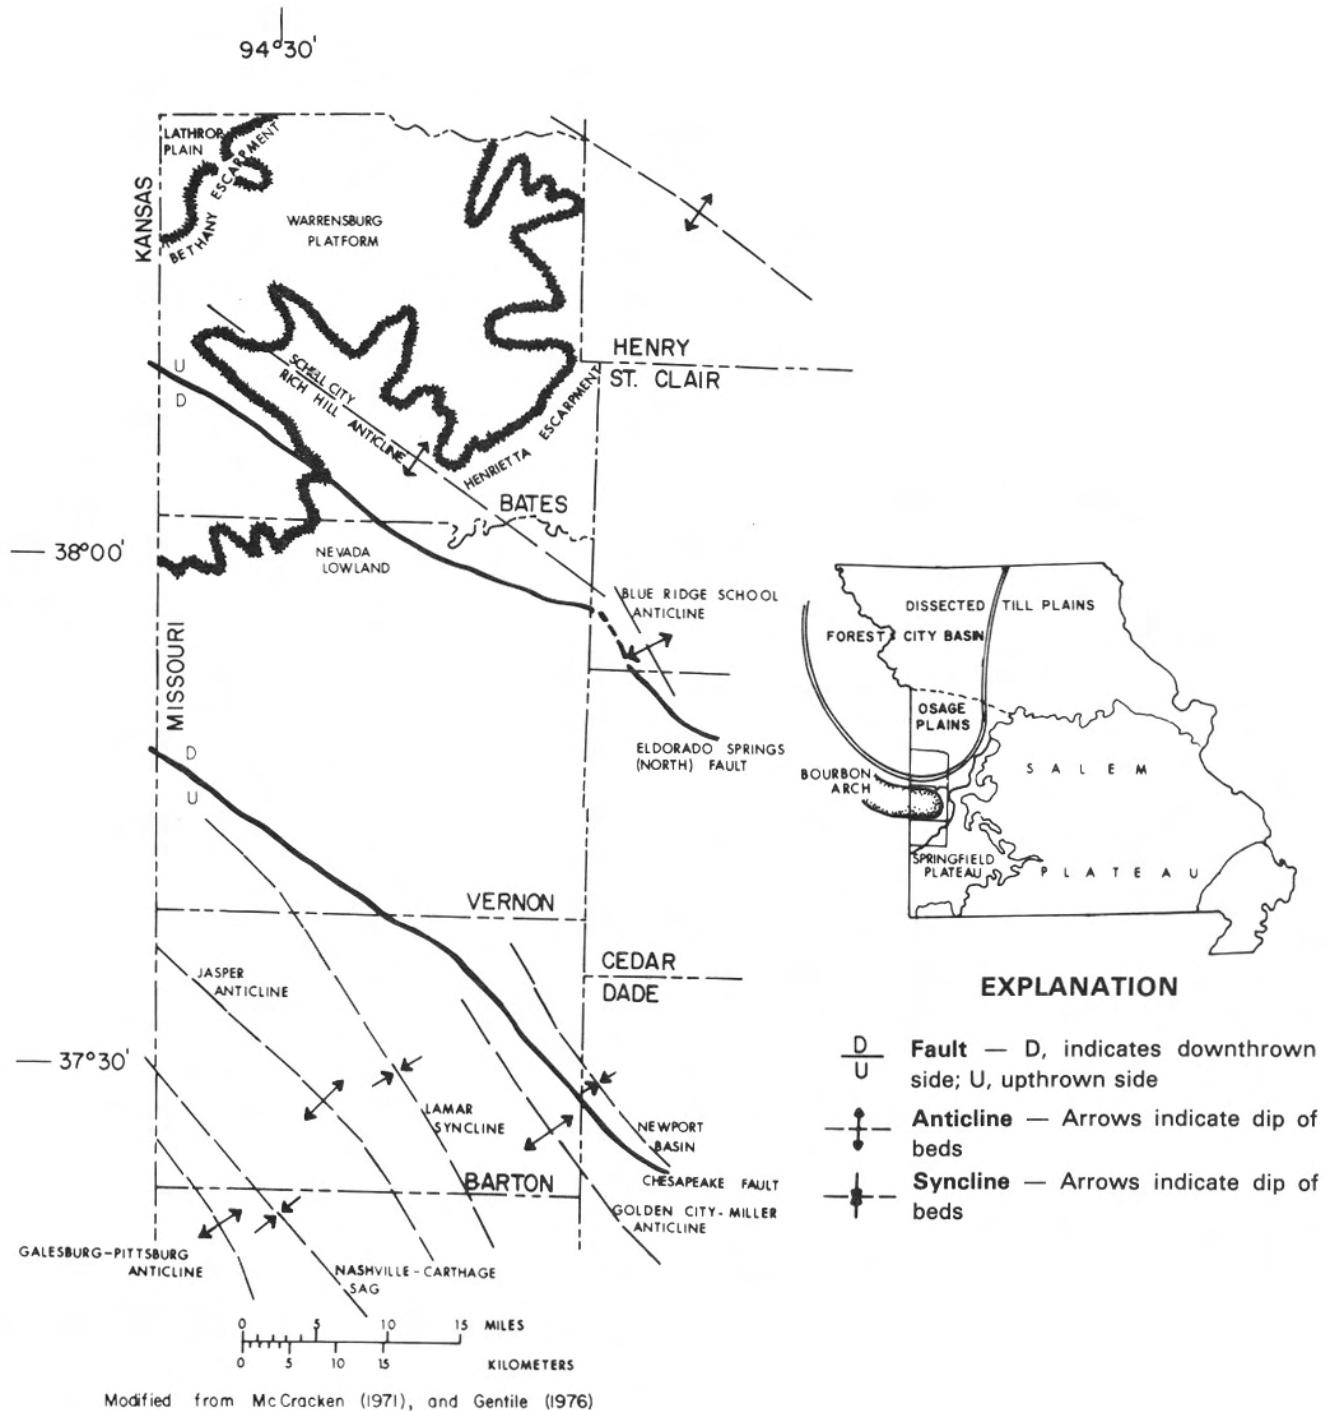 94°30'
LATHROP
PLAIN
BETHANY ESCARPMENT
KANSAS
WARRENSBURG
PLATFORM
HENRY
ST. CLAIR
U
D
SCHELL CITY
RICH HILL ANTICLINE
HENRIETTA ESCARPMENT
BATES
38°00'
NEVADA
LOWLAND
BLUE RIDGE SCHOOL
ANTICLINE
MISSOURI
ELDORADO SPRINGS
(NORTH) FAULT
D
U
VERNON
CEDAR
DADE
JASPER
ANTICLINE
37°30'
LAMAR
SYNCLINE
NEWPORT
BASIN
CHESAPEAKE FAULT
BARTON
GOLDEN CITY-MILLER
ANTICLINE
GALESBURG-PITTSBURG
ANTICLINE
NASHVILLE-CARTHAGE
SAG
0 5 10 15 MILES
0 5 10 15 KILOMETERS
Modified from McCracken (1971), and Gentile (1976)
DISSECTED TILL PLAINS
FOREST CITY BASIN
OSAGE
PLAINS
BOURBON
ARCH
SALEM
SPRINGFIELD
PLATEAU
PLATEAU
EXPLANATION
D
U
Fault — D, indicates downthrown
side; U, upthrown side
Anticline — Arrows indicate dip of
beds
Syncline — Arrows indicate dip of
beds